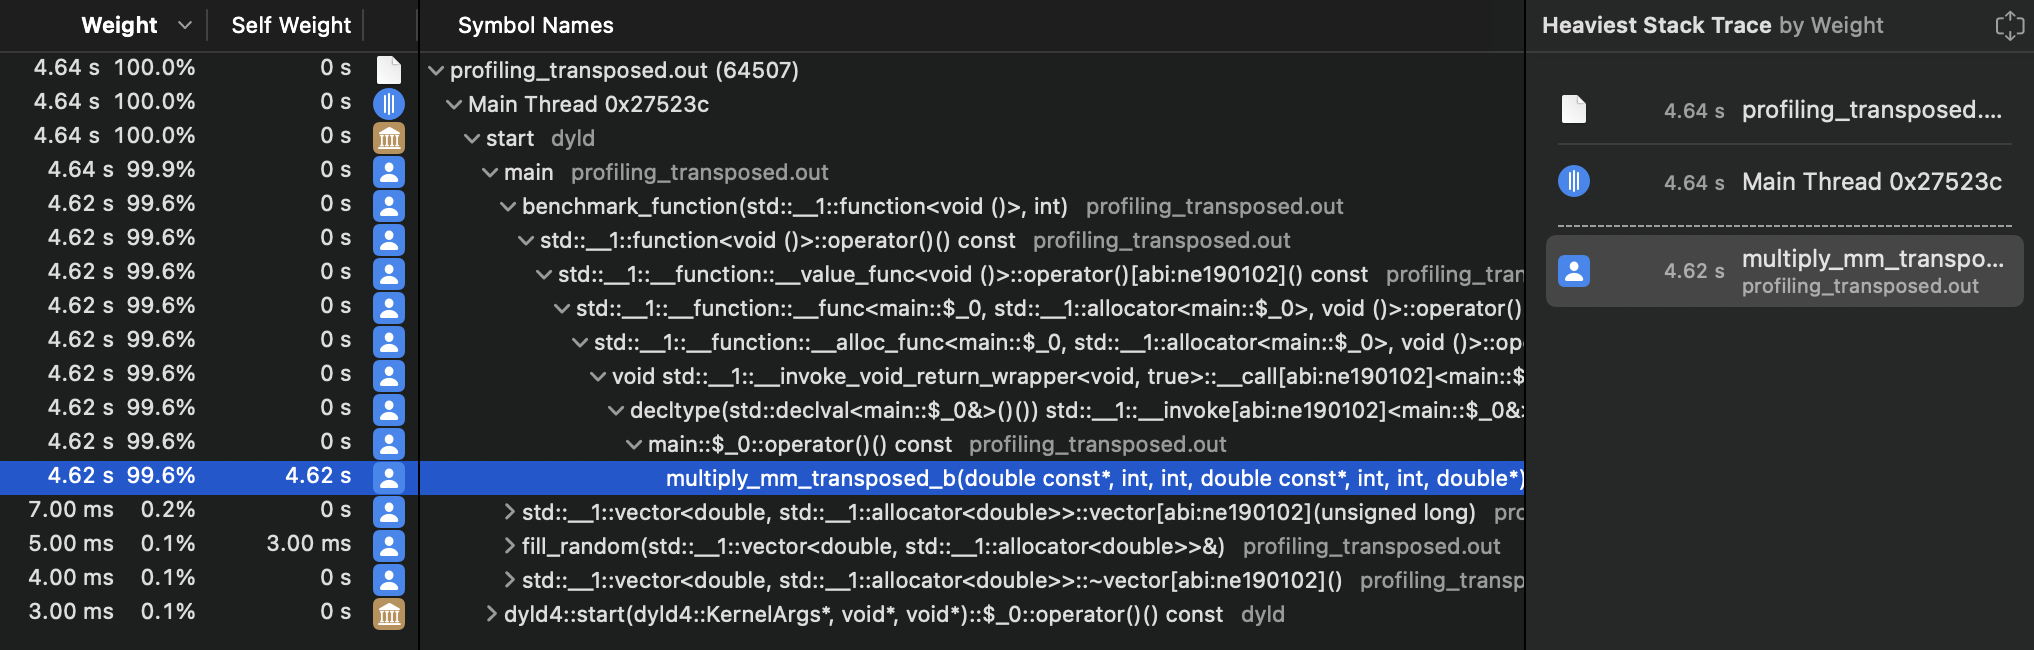 Weight Self Weight Symbol Names
4.64 s 100.0% 0 s profiling_transposed.out (64507)
4.64 s 100.0% 0 s Main Thread 0x27523c
4.64 s 100.0% 0 s start dyld
4.64 s 99.9% 0 s main profiling_transposed.out
4.62 s 99.6% 0 s benchmark_function(std::__1::function<void ()>, int) profiling_transposed.out
4.62 s 99.6% 0 s std::__1::function<void ()>::operator()() const profiling_transposed.out
4.62 s 99.6% 0 s std::__1::__function::__value_func<void ()>::operator()[abi:ne190102]() const profiling_tran
4.62 s 99.6% 0 s std::__1::__function::__func<main::$_0, std::__1::allocator<main::$_0>, void ()>::operator()
4.62 s 99.6% 0 s std::__1::__function::__alloc_func<main::$_0, std::__1::allocator<main::$_0>, void ()>::ope
4.62 s 99.6% 0 s void std::__1::__invoke_void_return_wrapper<void, true>::__call[abi:ne190102]<main::$
4.62 s 99.6% 0 s decltype(std::declval<main::$_0&>()()) std::__1::__invoke[abi:ne190102]<main::$_0&>
4.62 s 99.6% 0 s main::$_0::operator()() const profiling_transposed.out
4.62 s 99.6% 4.62 s multiply_mm_transposed_b(double const*, int, int, double const*, int, int, double*)
7.00 ms 0.2% 0 s std::__1::vector<double, std::__1::allocator<double>>::vector[abi:ne190102](unsigned long) pro
5.00 ms 0.1% 3.00 ms fill_random(std::__1::vector<double, std::__1::allocator<double>>&) profiling_transposed.out
4.00 ms 0.1% 0 s std::__1::vector<double, std::__1::allocator<double>>::~vector[abi:ne190102]() profiling_transp
3.00 ms 0.1% 0 s dyld4::start(dyld4::KernelArgs*, void*, void*)::$_0::operator()() const dyld
Heaviest Stack Trace by Weight
4.64 s profiling_transposed....
4.64 s Main Thread 0x27523c
4.62 s multiply_mm_transpo...
profiling_transposed.out